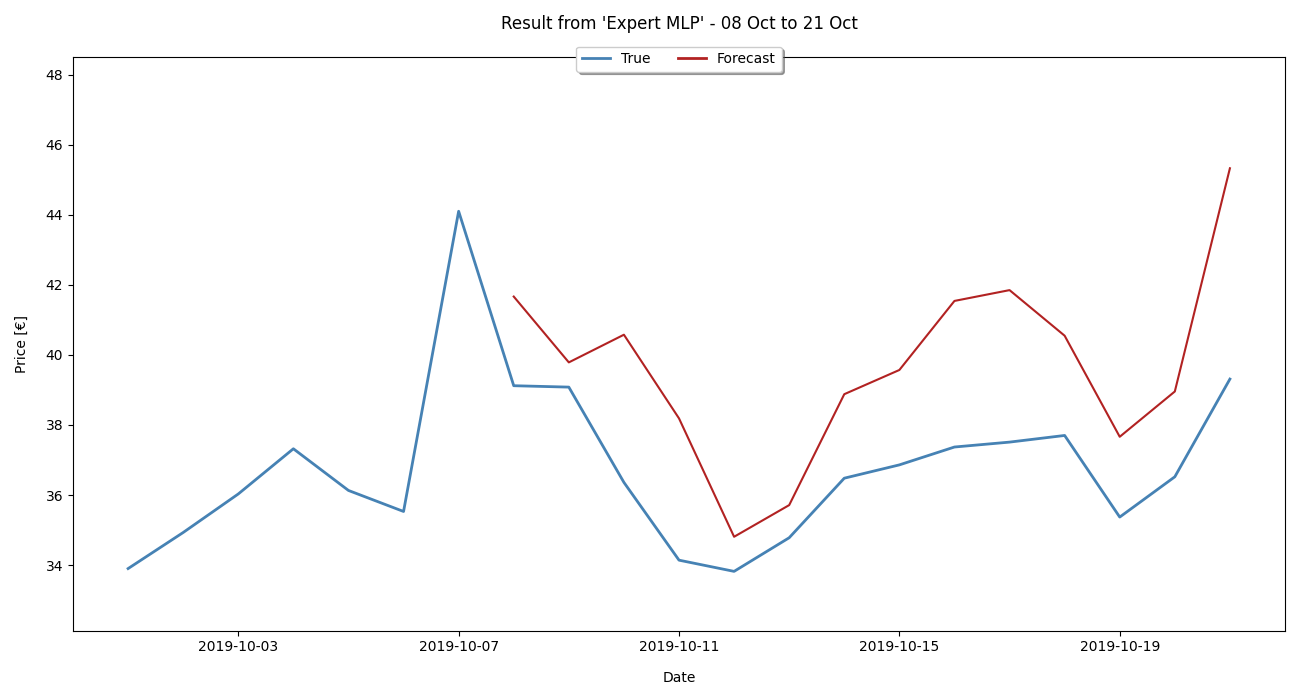 Result from 'Expert MLP' - 08 Oct to 21 Oct
True Forecast
48
46
44
42
40
38
36
34
Price [€]
2019-10-03 2019-10-07 2019-10-11 2019-10-15 2019-10-19
Date